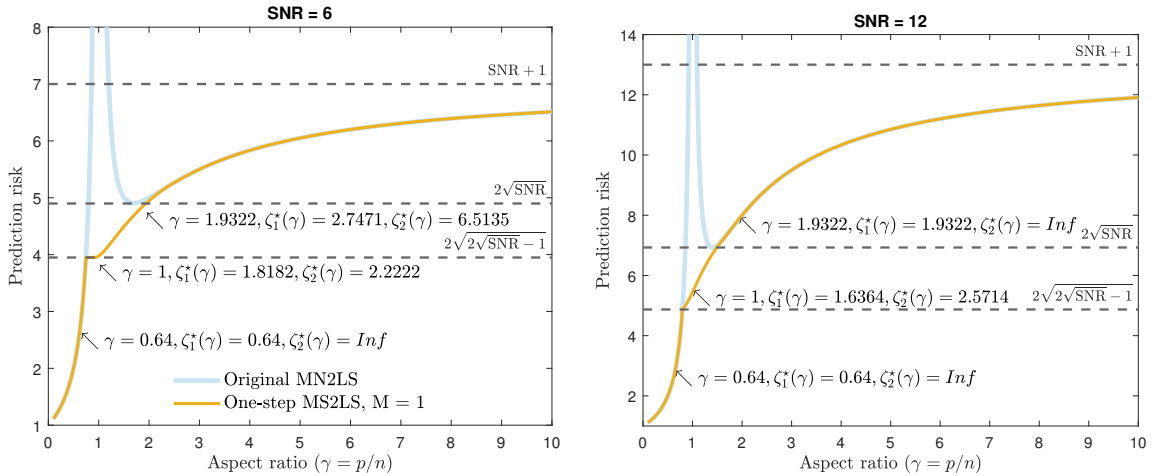 SNR = 6
8
7
6
5
4
3
2
1
Prediction risk
SNR + 1
2√SNR
γ = 1.9322, ζ₁*(γ) = 2.7471, ζ₂*(γ) = 6.5135
2√(2√SNR − 1)
γ = 1, ζ₁*(γ) = 1.8182, ζ₂*(γ) = 2.2222
γ = 0.64, ζ₁*(γ) = 0.64, ζ₂*(γ) = Inf
Original MN2LS
One-step MS2LS, M = 1
0 1 2 3 4 5 6 7 8 9 10
Aspect ratio (γ = p/n)
SNR = 12
14
12
10
8
6
4
2
Prediction risk
SNR + 1
γ = 1.9322, ζ₁*(γ) = 1.9322, ζ₂*(γ) = Inf
2√SNR
γ = 1, ζ₁*(γ) = 1.6364, ζ₂*(γ) = 2.5714
2√(2√SNR − 1)
γ = 0.64, ζ₁*(γ) = 0.64, ζ₂*(γ) = Inf
0 1 2 3 4 5 6 7 8 9 10
Aspect ratio (γ = p/n)